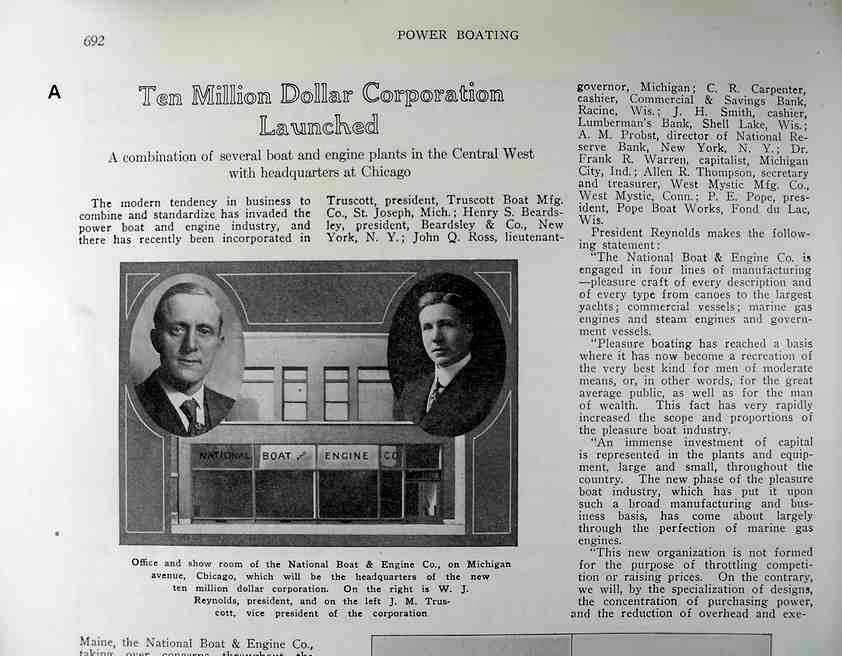 692
POWER BOATING
A
Ten Million Dollar Corporation
Launched
A combination of several boat and engine plants in the Central West
with headquarters at Chicago
The modern tendency in business to
combine and standardize has invaded the
power boat and engine industry, and
there has recently been incorporated in
Truscott, president, Truscott Boat Mfg.
Co., St. Joseph, Mich.; Henry S. Beards-
ley, president, Beardsley & Co., New
York, N. Y.; John Q. Ross, lieutenant-
NATIONAL BOAT AND ENGINE CO
Office and show room of the National Boat & Engine Co., on Michigan
avenue, Chicago, which will be the headquarters of the new
ten million dollar corporation. On the right is W. J.
Reynolds, president, and on the left J. M. Trus-
cott, vice president of the corporation
Maine, the National Boat & Engine Co.,
taking over concerns throughout the
governor, Michigan; C. R. Carpenter,
cashier, Commercial & Savings Bank,
Racine, Wis.; J. H. Smith, cashier,
Lumberman's Bank, Shell Lake, Wis.;
A. M. Probst, director of National Re-
serve Bank, New York, N. Y.; Dr.
Frank R. Warren, capitalist, Michigan
City, Ind.; Allen R. Thompson, secretary
and treasurer, West Mystic Mfg. Co.,
West Mystic, Conn.; P. E. Pope, pres-
ident, Pope Boat Works, Fond du Lac,
Wis.
President Reynolds makes the follow-
ing statement:
"The National Boat & Engine Co. is
engaged in four lines of manufacturing
—pleasure craft of every description and
of every type from canoes to the largest
yachts; commercial vessels; marine gas
engines and steam engines and govern-
ment vessels.
"Pleasure boating has reached a basis
where it has now become a recreation of
the very best kind for men of moderate
means, or, in other words, for the great
average public, as well as for the man
of wealth. This fact has very rapidly
increased the scope and proportions of
the pleasure boat industry.
"An immense investment of capital
is represented in the plants and equip-
ment, large and small, throughout the
country. The new phase of the pleasure
boat industry, which has put it upon
such a broad manufacturing and bus-
iness basis, has come about largely
through the perfection of marine gas
engines.
"This new organization is not formed
for the purpose of throttling competi-
tion or raising prices. On the contrary,
we will, by the specialization of designs,
the concentration of purchasing power,
and the reduction of overhead and exe-